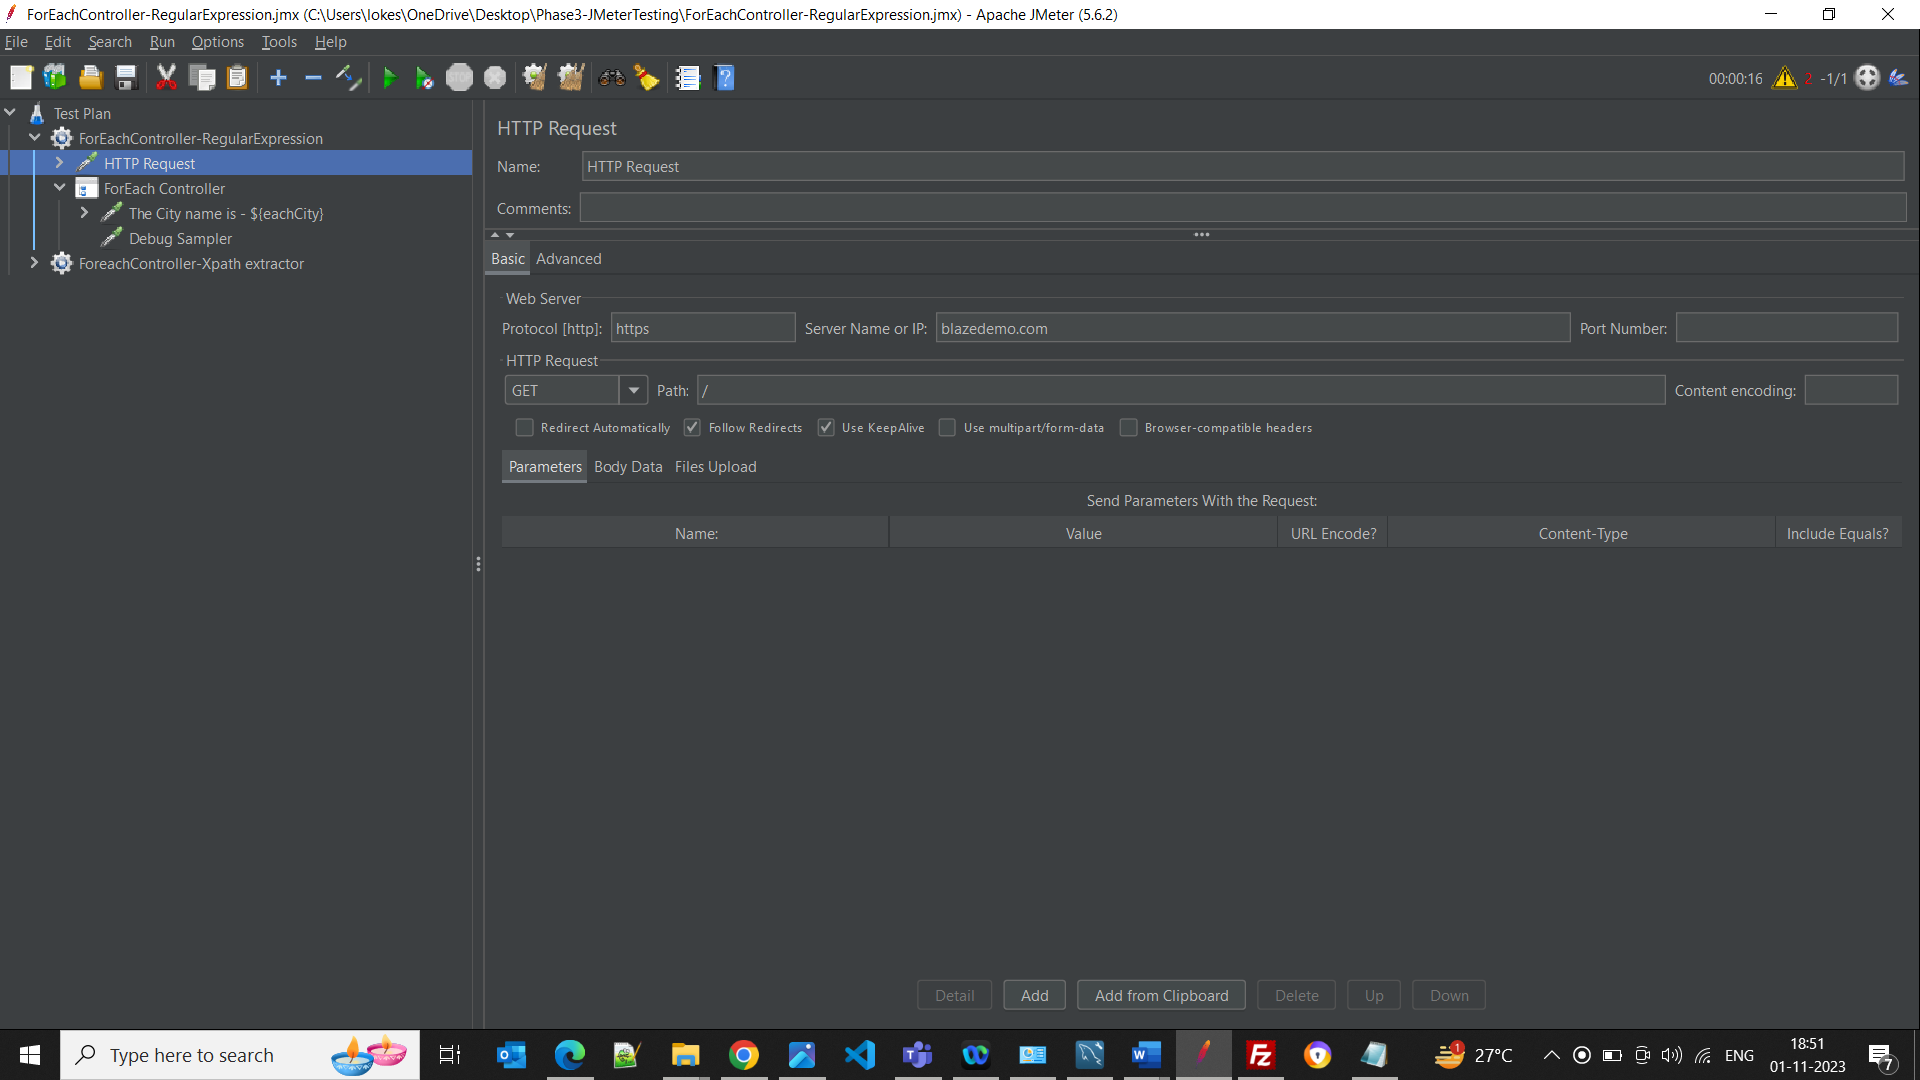 ForEachController-RegularExpression.jmx (C:\Users\lokes\OneDrive\Desktop\Phase3-JMeterTesting\ForEachController-RegularExpression.jmx) - Apache JMeter (5.6.2)
File Edit Search Run Options Tools Help
STOP 00:00:16 2 -1/1
Test Plan
ForEachController-RegularExpression
HTTP Request
ForEach Controller
The City name is - ${eachCity}
Debug Sampler
ForeachController-Xpath extractor
HTTP Request
Name: HTTP Request
Comments:
Basic Advanced
Web Server
Protocol [http]: https Server Name or IP: blazedemo.com Port Number:
HTTP Request
GET Path: / Content encoding:
Redirect Automatically Follow Redirects Use KeepAlive Use multipart/form-data Browser-compatible headers
Parameters Body Data Files Upload
Send Parameters With the Request:
Name: Value URL Encode? Content-Type Include Equals?
Detail Add Add from Clipboard Delete Up Down
Type here to search 1 27°C ENG 18:51
01-11-2023 7